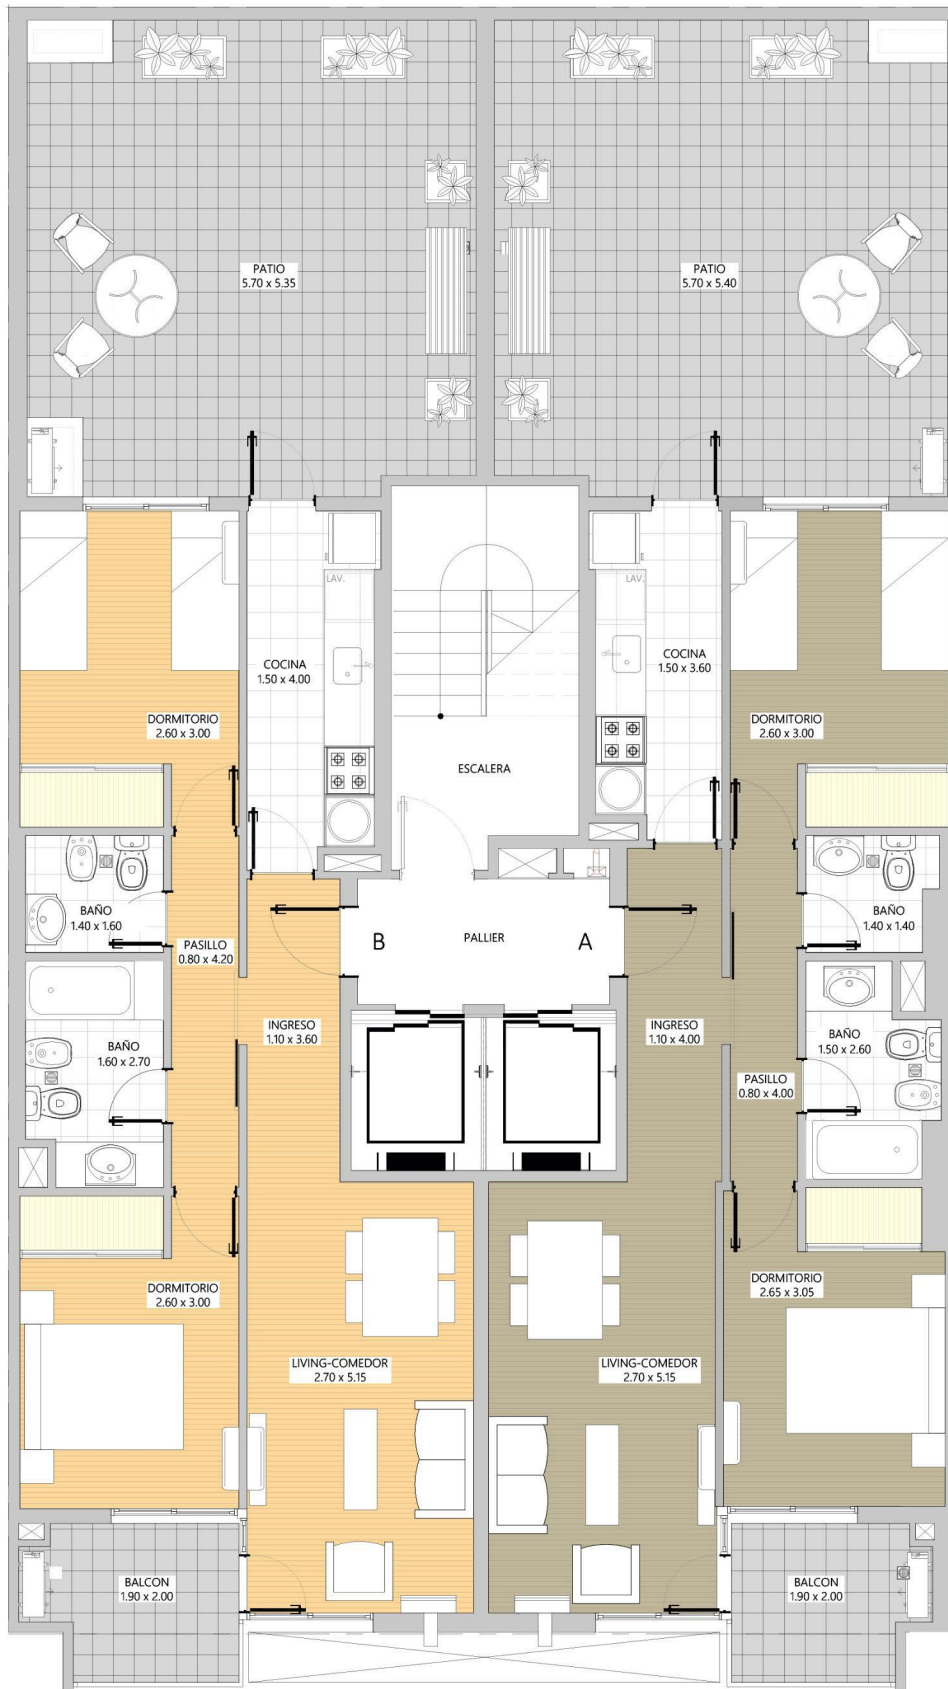 PATIO
5.70 x 5.35
PATIO
5.70 x 5.40
LAV.
LAV.
COCINA
1.50 x 4.00
COCINA
1.50 x 3.60
DORMITORIO
2.60 x 3.00
DORMITORIO
2.60 x 3.00
ESCALERA
BAÑO
1.40 x 1.60
BAÑO
1.40 x 1.40
PASILLO
0.80 x 4.20
B
PALLIER
A
INGRESO
1.10 x 3.60
INGRESO
1.10 x 4.00
BAÑO
1.60 x 2.70
BAÑO
1.50 x 2.60
PASILLO
0.80 x 4.00
DORMITORIO
2.60 x 3.00
DORMITORIO
2.65 x 3.05
LIVING-COMEDOR
2.70 x 5.15
LIVING-COMEDOR
2.70 x 5.15
BALCON
1.90 x 2.00
BALCON
1.90 x 2.00